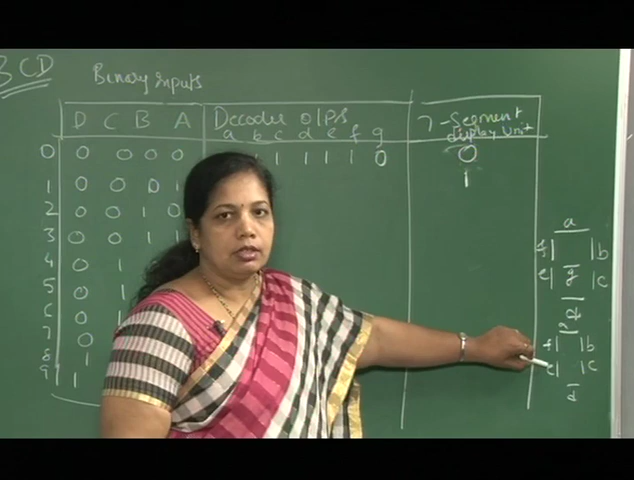 BCD Binary inputs
D C B A Decoder O/PS 7-Segment
a b c d e f g display Unit
0 0 0 0 0 1 1 1 1 1 0 0
1 0 0 0 1 1
2 0 0 1 0
3 0 0 1 1
4 0 1
5 0 1
6 0 1
7 0
8 1
9 1
a
f b
g
e c
d
f b
e c
d